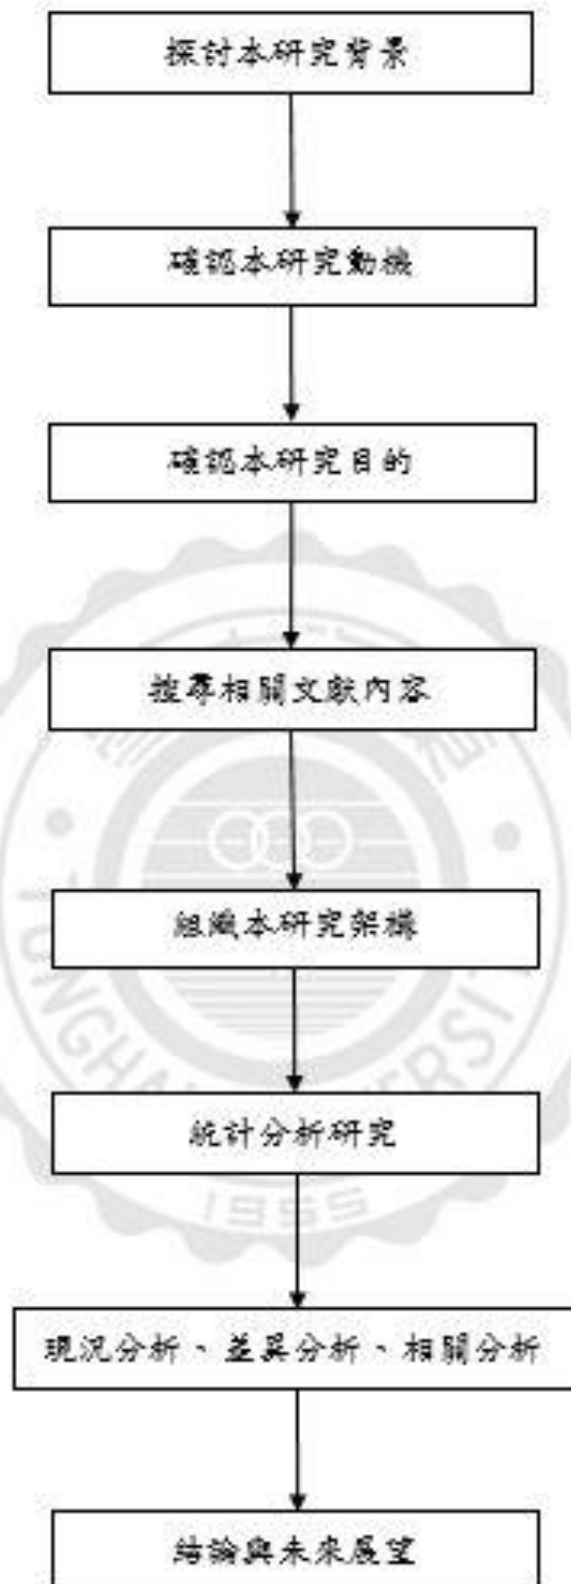 探討本研究背景
確認本研究動機
確認本研究目的
搜尋相關文獻內容
組織本研究架構
統計分析研究
1955
現況分析、差異分析、相關分析
結論與未來展望